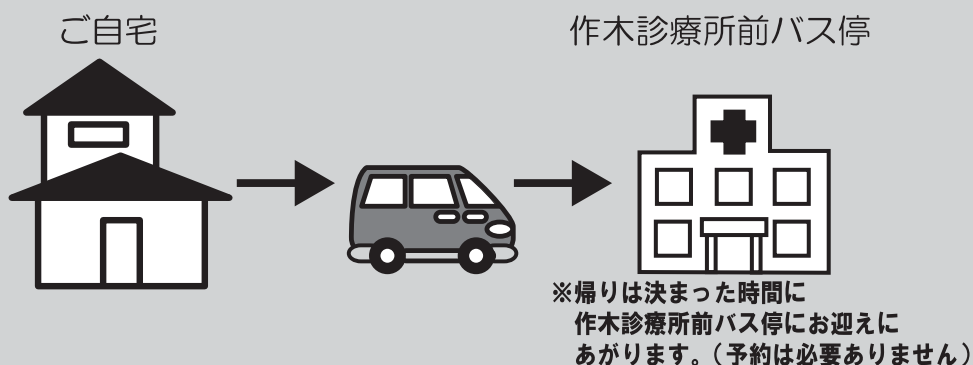 ご自宅
作木診療所前バス停
※帰りは決まった時間に
作木診療所前バス停にお迎えに
あがります。（予約は必要ありません）